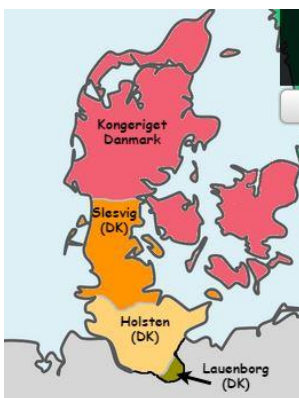 Kongeriget
Danmark
Slesvig
(DK)
Holsten
(DK)
Lauenborg
(DK)